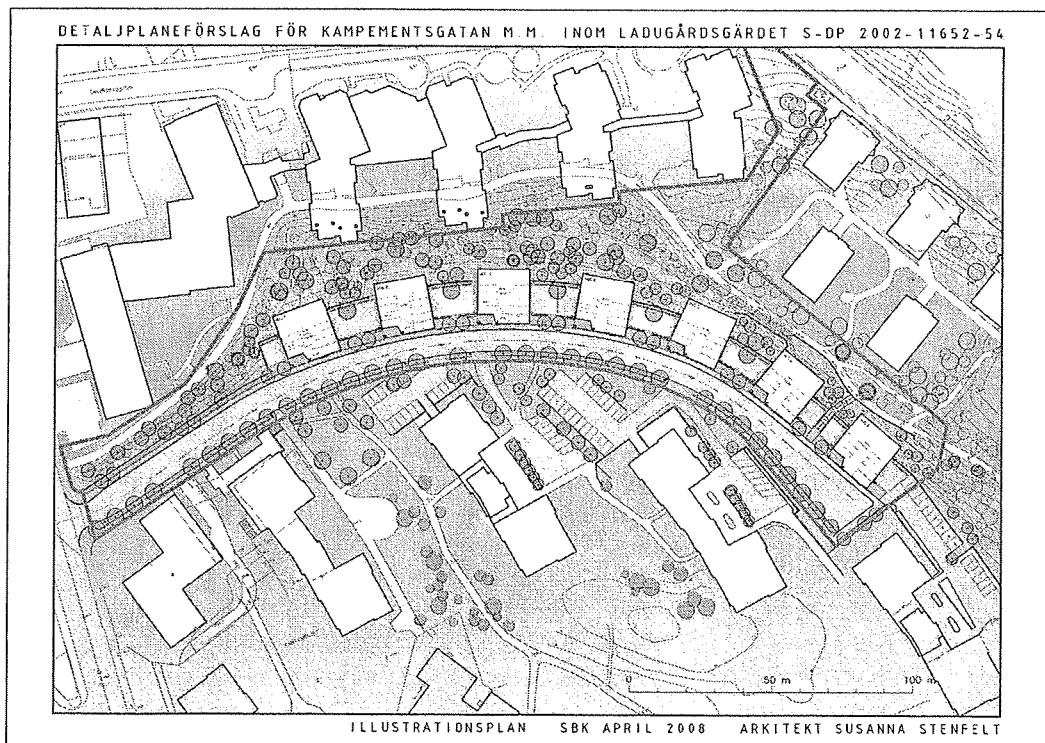 DETALJPLANEFÖRSLAG FÖR KAMPEMENTSGATAN M.M. INOM LADUGÅRDSGÄRDET S-DP 2002-11652-54
0 50 m 100 m
ILLUSTRATIONSPLAN SBK APRIL 2008 ARKITEKT SUSANNA STENFELT